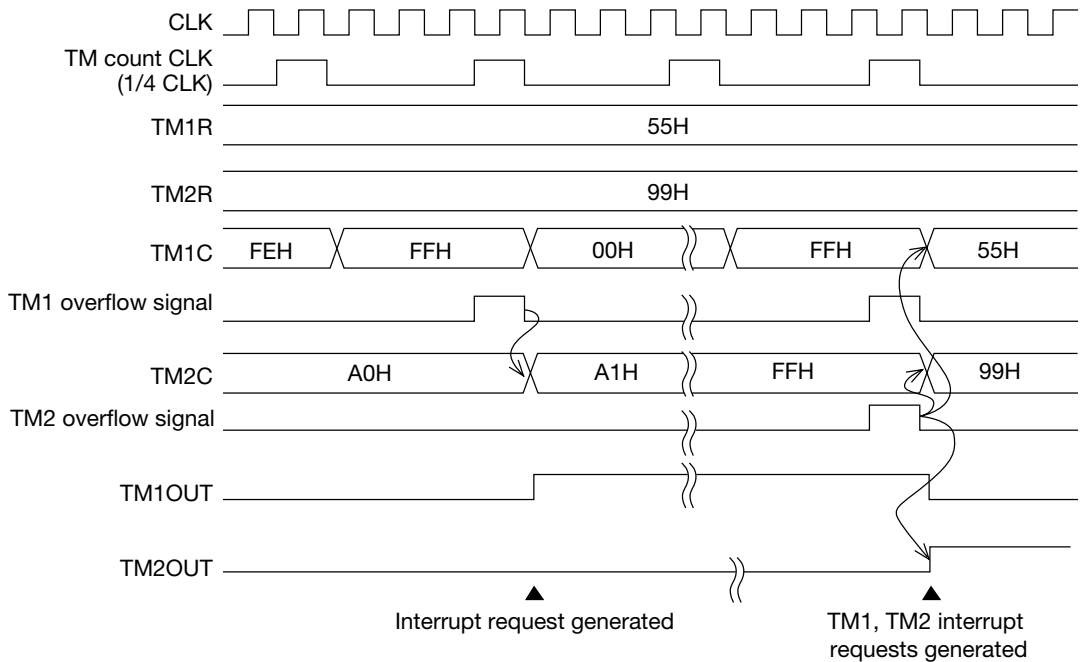 CLK
TM count CLK
(1/4 CLK)
TM1R
55H
TM2R
99H
TM1C
FEH
FFH
00H
FFH
55H
TM1 overflow signal
TM2C
A0H
A1H
FFH
99H
TM2 overflow signal
TM1OUT
TM2OUT
Interrupt request generated
TM1, TM2 interrupt
requests generated